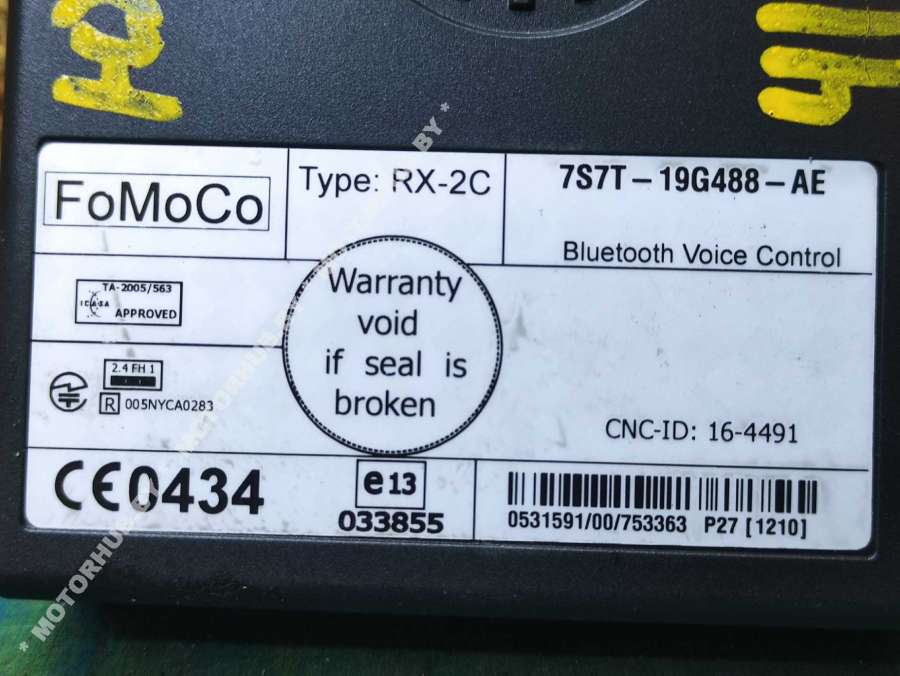 FoMoCo
Type: RX-2C
7S7T-19G488-AE
Bluetooth Voice Control
TA-2005/563
ICASA
APPROVED
Warranty
void
if seal is
broken
2.4 FH 1
R 005NYCA0283
CNC-ID: 16-4491
CE0434
e13
033855
0531591/00/753363 P27 [1210]